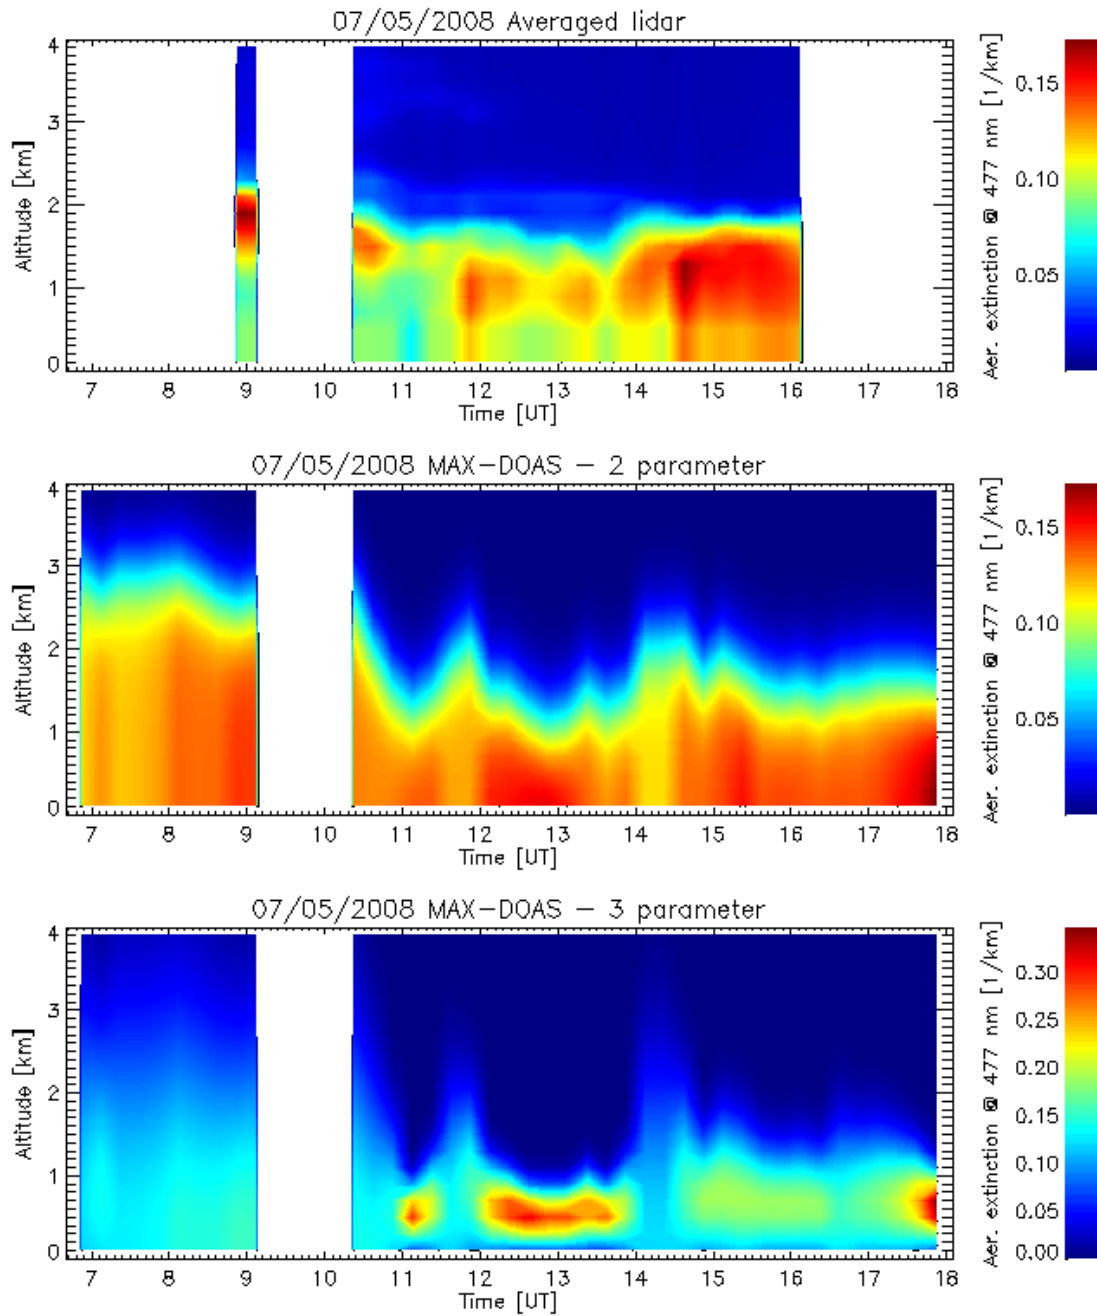 07/05/2008 Averaged lidar
4
3
2
1
0
Altitude [km]
7 8 9 10 11 12 13 14 15 16 17 18
Time [UT]
Aer. extinction @ 477 nm [1/km]
0.15
0.10
0.05
07/05/2008 MAX-DOAS - 2 parameter
4
3
2
1
0
Altitude [km]
7 8 9 10 11 12 13 14 15 16 17 18
Time [UT]
Aer. extinction @ 477 nm [1/km]
0.15
0.10
0.05
07/05/2008 MAX-DOAS - 3 parameter
4
3
2
1
0
Altitude [km]
7 8 9 10 11 12 13 14 15 16 17 18
Time [UT]
Aer. extinction @ 477 nm [1/km]
0.30
0.25
0.20
0.15
0.10
0.05
0.00